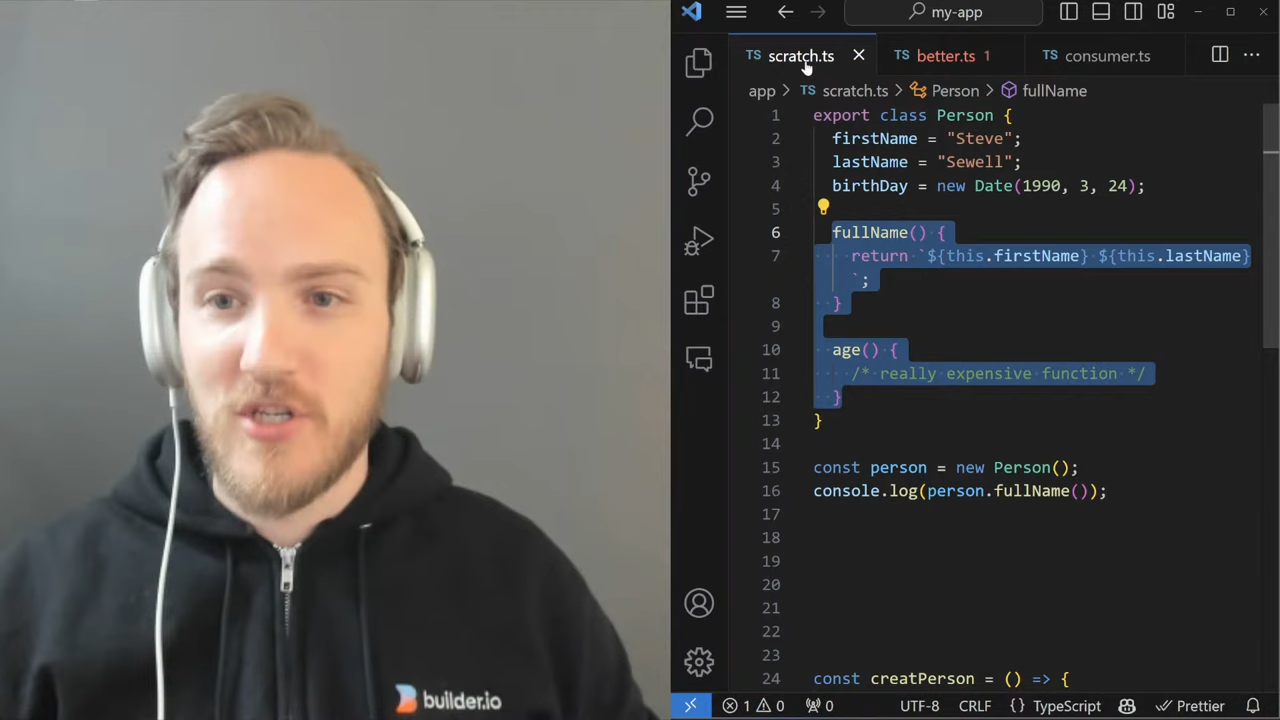 my-app
TS scratch.ts
TS better.ts 1
TS consumer.ts
app > TS scratch.ts > Person > fullName
1 export class Person {
2 firstName = "Steve";
3 lastName = "Sewell";
4 birthDay = new Date(1990, 3, 24);
5
6 fullName() {
7 return `${this.firstName} ${this.lastName}
`;
8 }
9
10 age() {
11 /* really expensive function */
12 }
13 }
14
15 const person = new Person();
16 console.log(person.fullName());
17
18
19
20
21
22
23
24 const creatPerson = () => {
1 0 0 UTF-8 CRLF {} TypeScript Prettier
builder.io